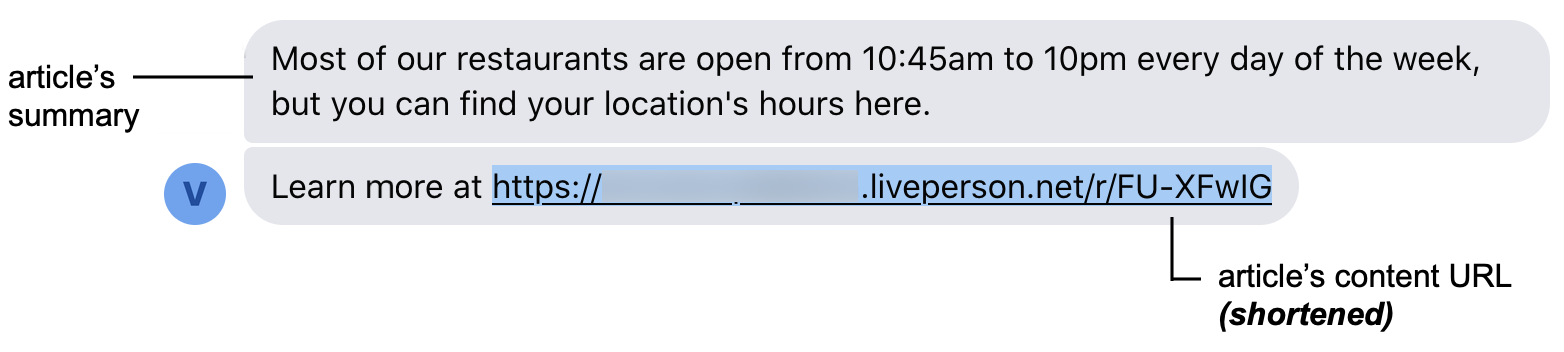 Most of our restaurants are open from 10:45am to 10pm every day of the week,
but you can find your location's hours here.
article’s
summary
V
Learn more at https:// .liveperson.net/r/FU-XFwIG
article’s content URL
(shortened)